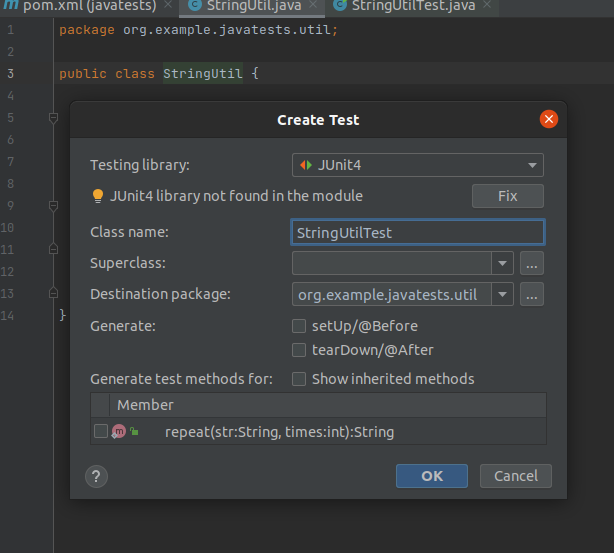 pom.xml (javatests) StringUtil.java StringUtilTest.java
1 package org.example.javatests.util;
2
3 public class StringUtil {
4
5
6
7
8
9
10
11
12
13
14 }
Create Test
Testing library: JUnit4
JUnit4 library not found in the module Fix
Class name: StringUtilTest
Superclass: ...
Destination package: org.example.javatests.util ...
Generate: setUp/@Before
tearDown/@After
Generate test methods for: Show inherited methods
Member
m repeat(str:String, times:int):String
? OK Cancel